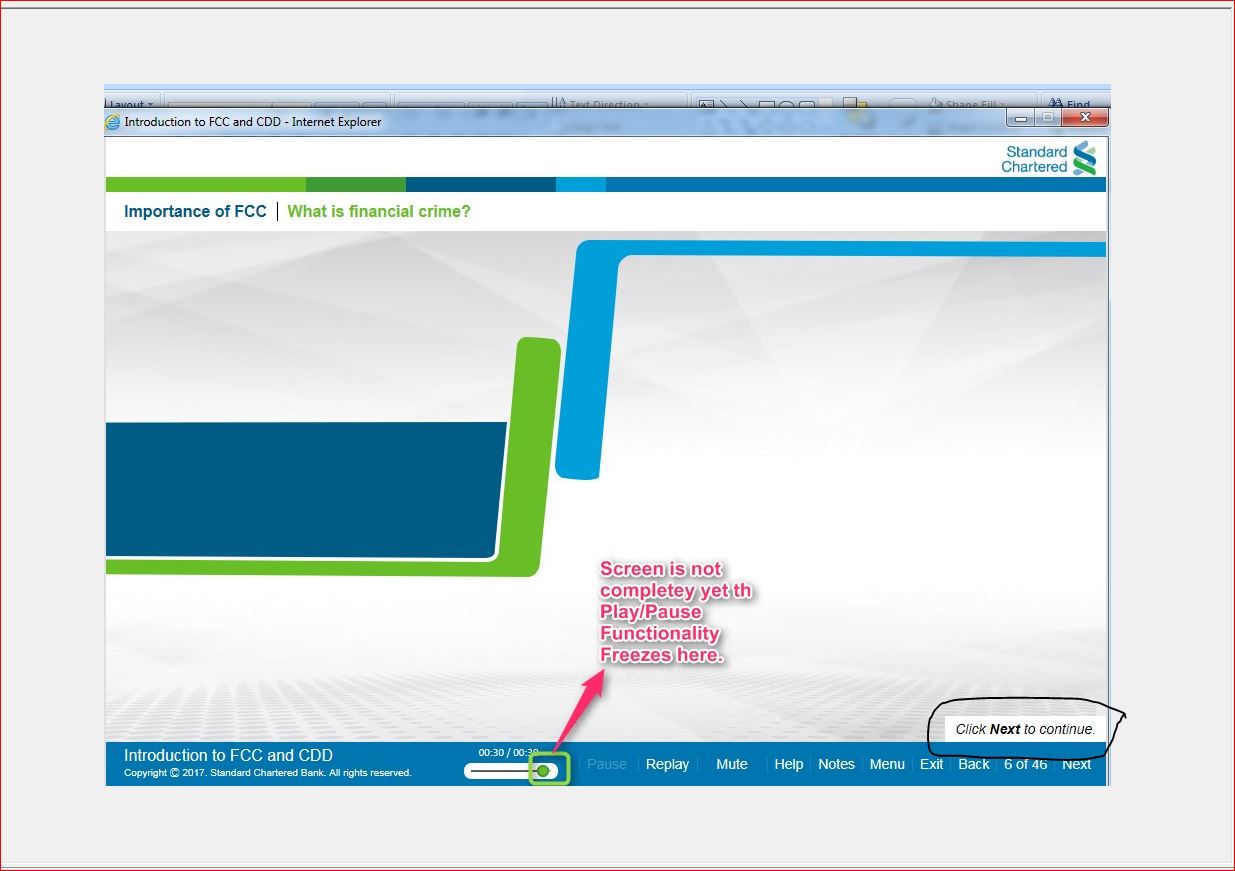 Layout
Text Direction
Shape Fill
Find
Introduction to FCC and CDD - Internet Explorer
Standard
Chartered
Importance of FCC | What is financial crime?
Screen is not
completey yet th
Play/Pause
Functionality
Freezes here.
Click Next to continue.
Introduction to FCC and CDD
Copyright © 2017. Standard Chartered Bank. All rights reserved.
00:30 / 00:30
Pause Replay Mute Help Notes Menu Exit Back 6 of 46 Next